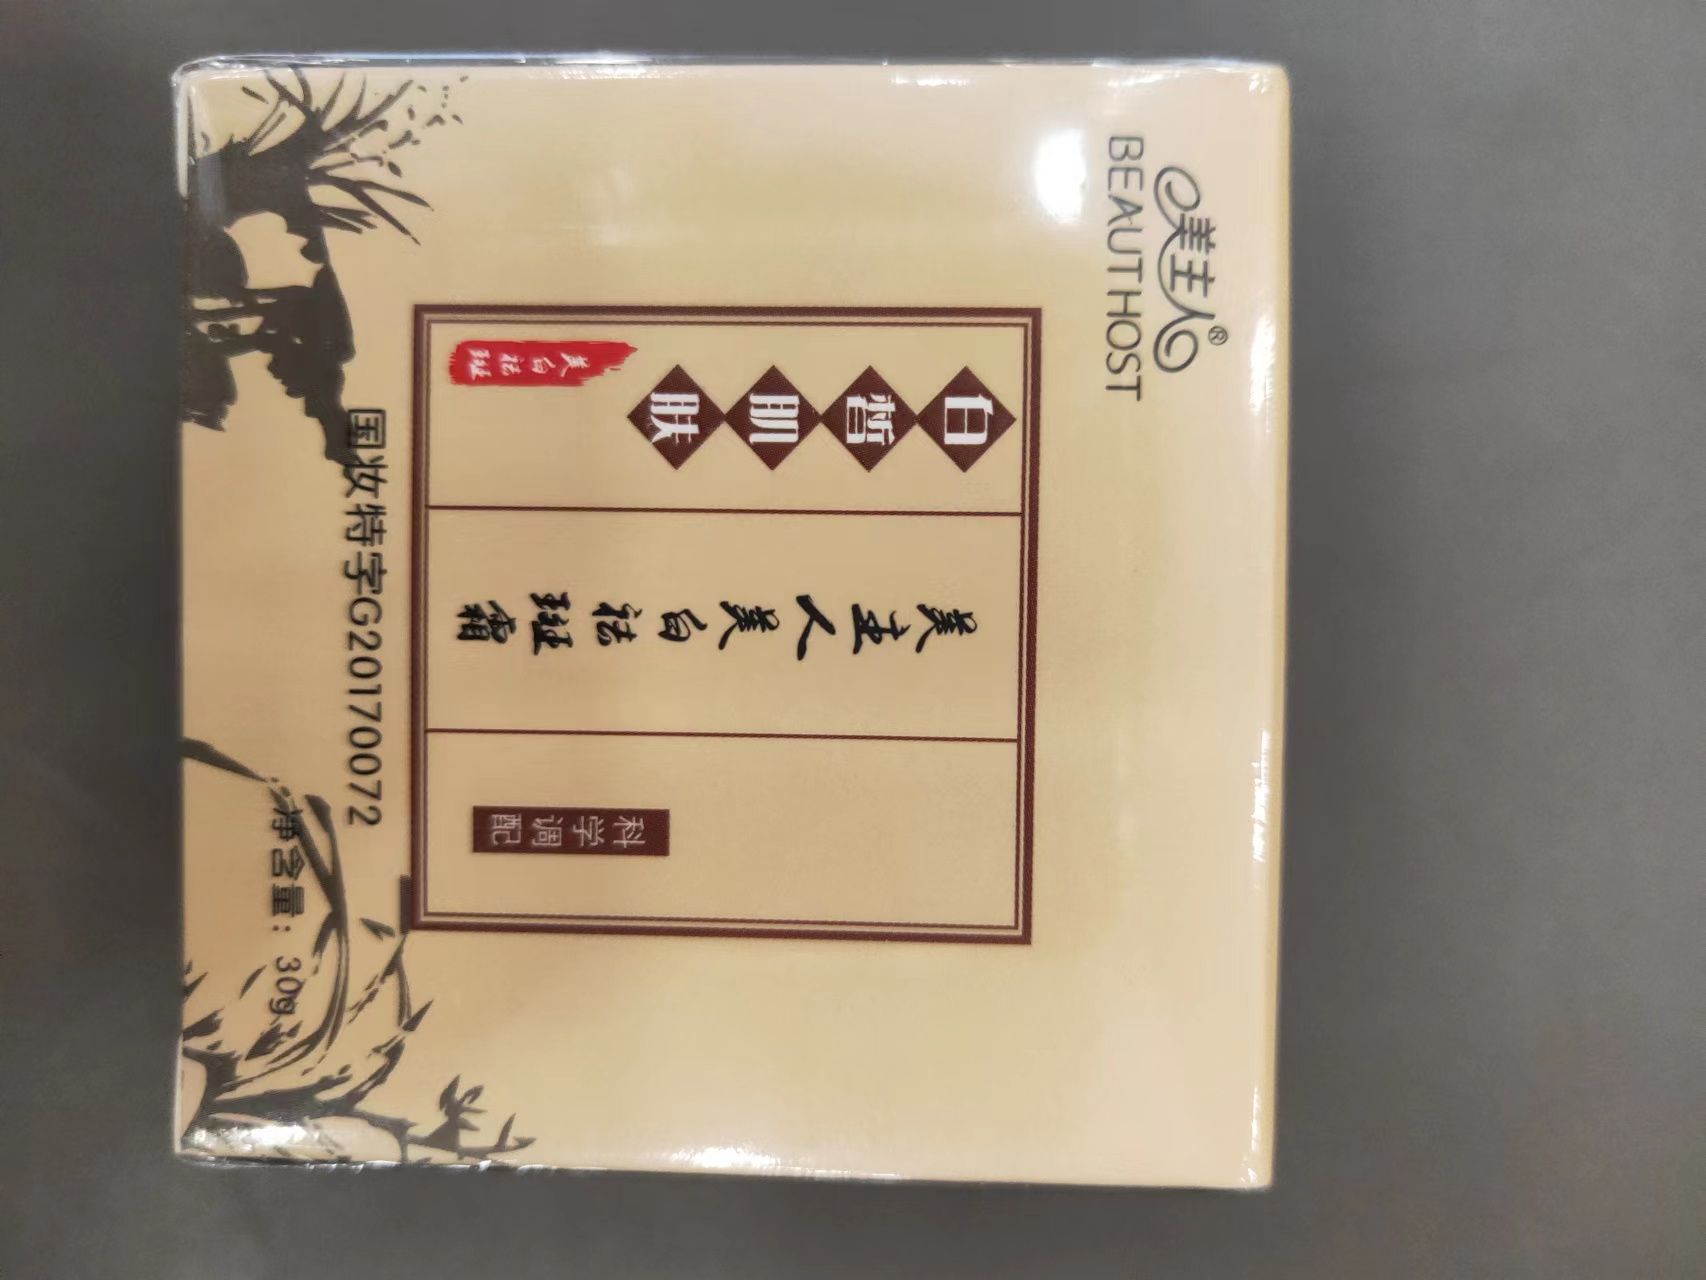 美主人®
BEAUTHOST
白皙肌肤
美白祛斑
美主人美白祛斑霜
科学调配
国妆特字G20170072
净含量：30g